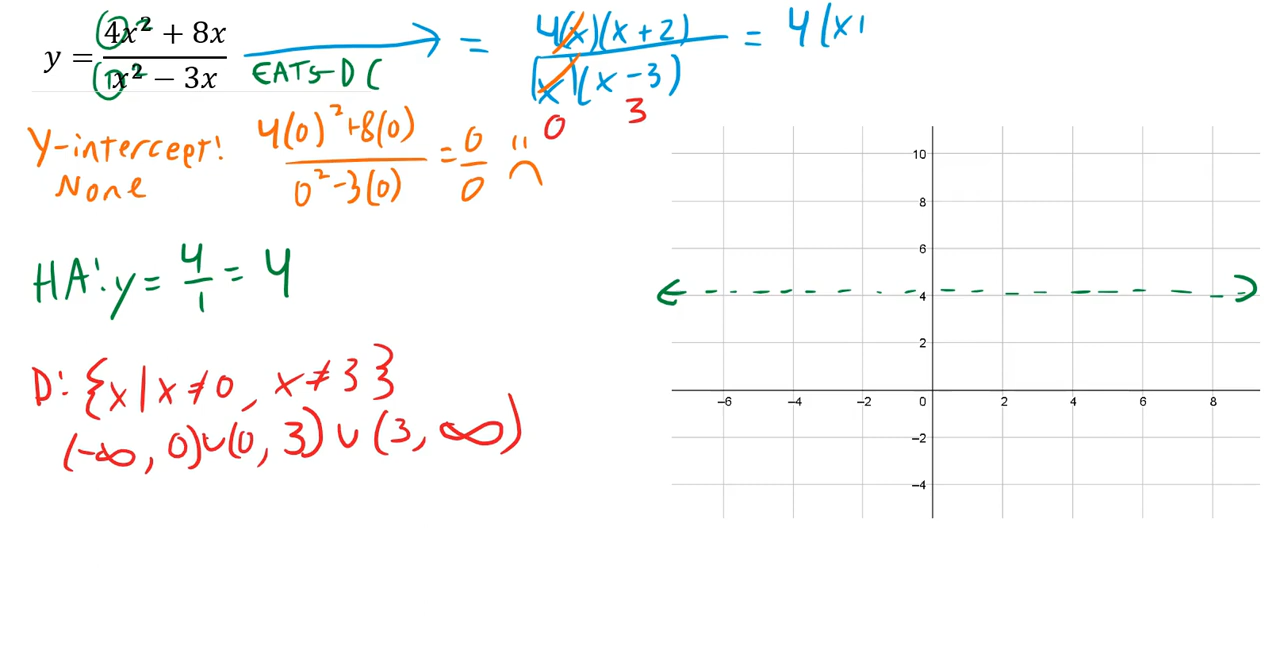 y = (4x² + 8x)/(1x² − 3x) EATS-DC = 4(x)(x+2)/(x)(x−3) = 4(x+
0 3
Y-intercept: 4(0)²+8(0)/0²−3(0) = 0/0
None
HA: y = 4/1 = 4
D: {x|x≠0, x≠3}
(-∞, 0)∪(0, 3)∪(3, ∞)
10
8
6
4
2
−6 −4 −2 0 2 4 6 8
−2
−4